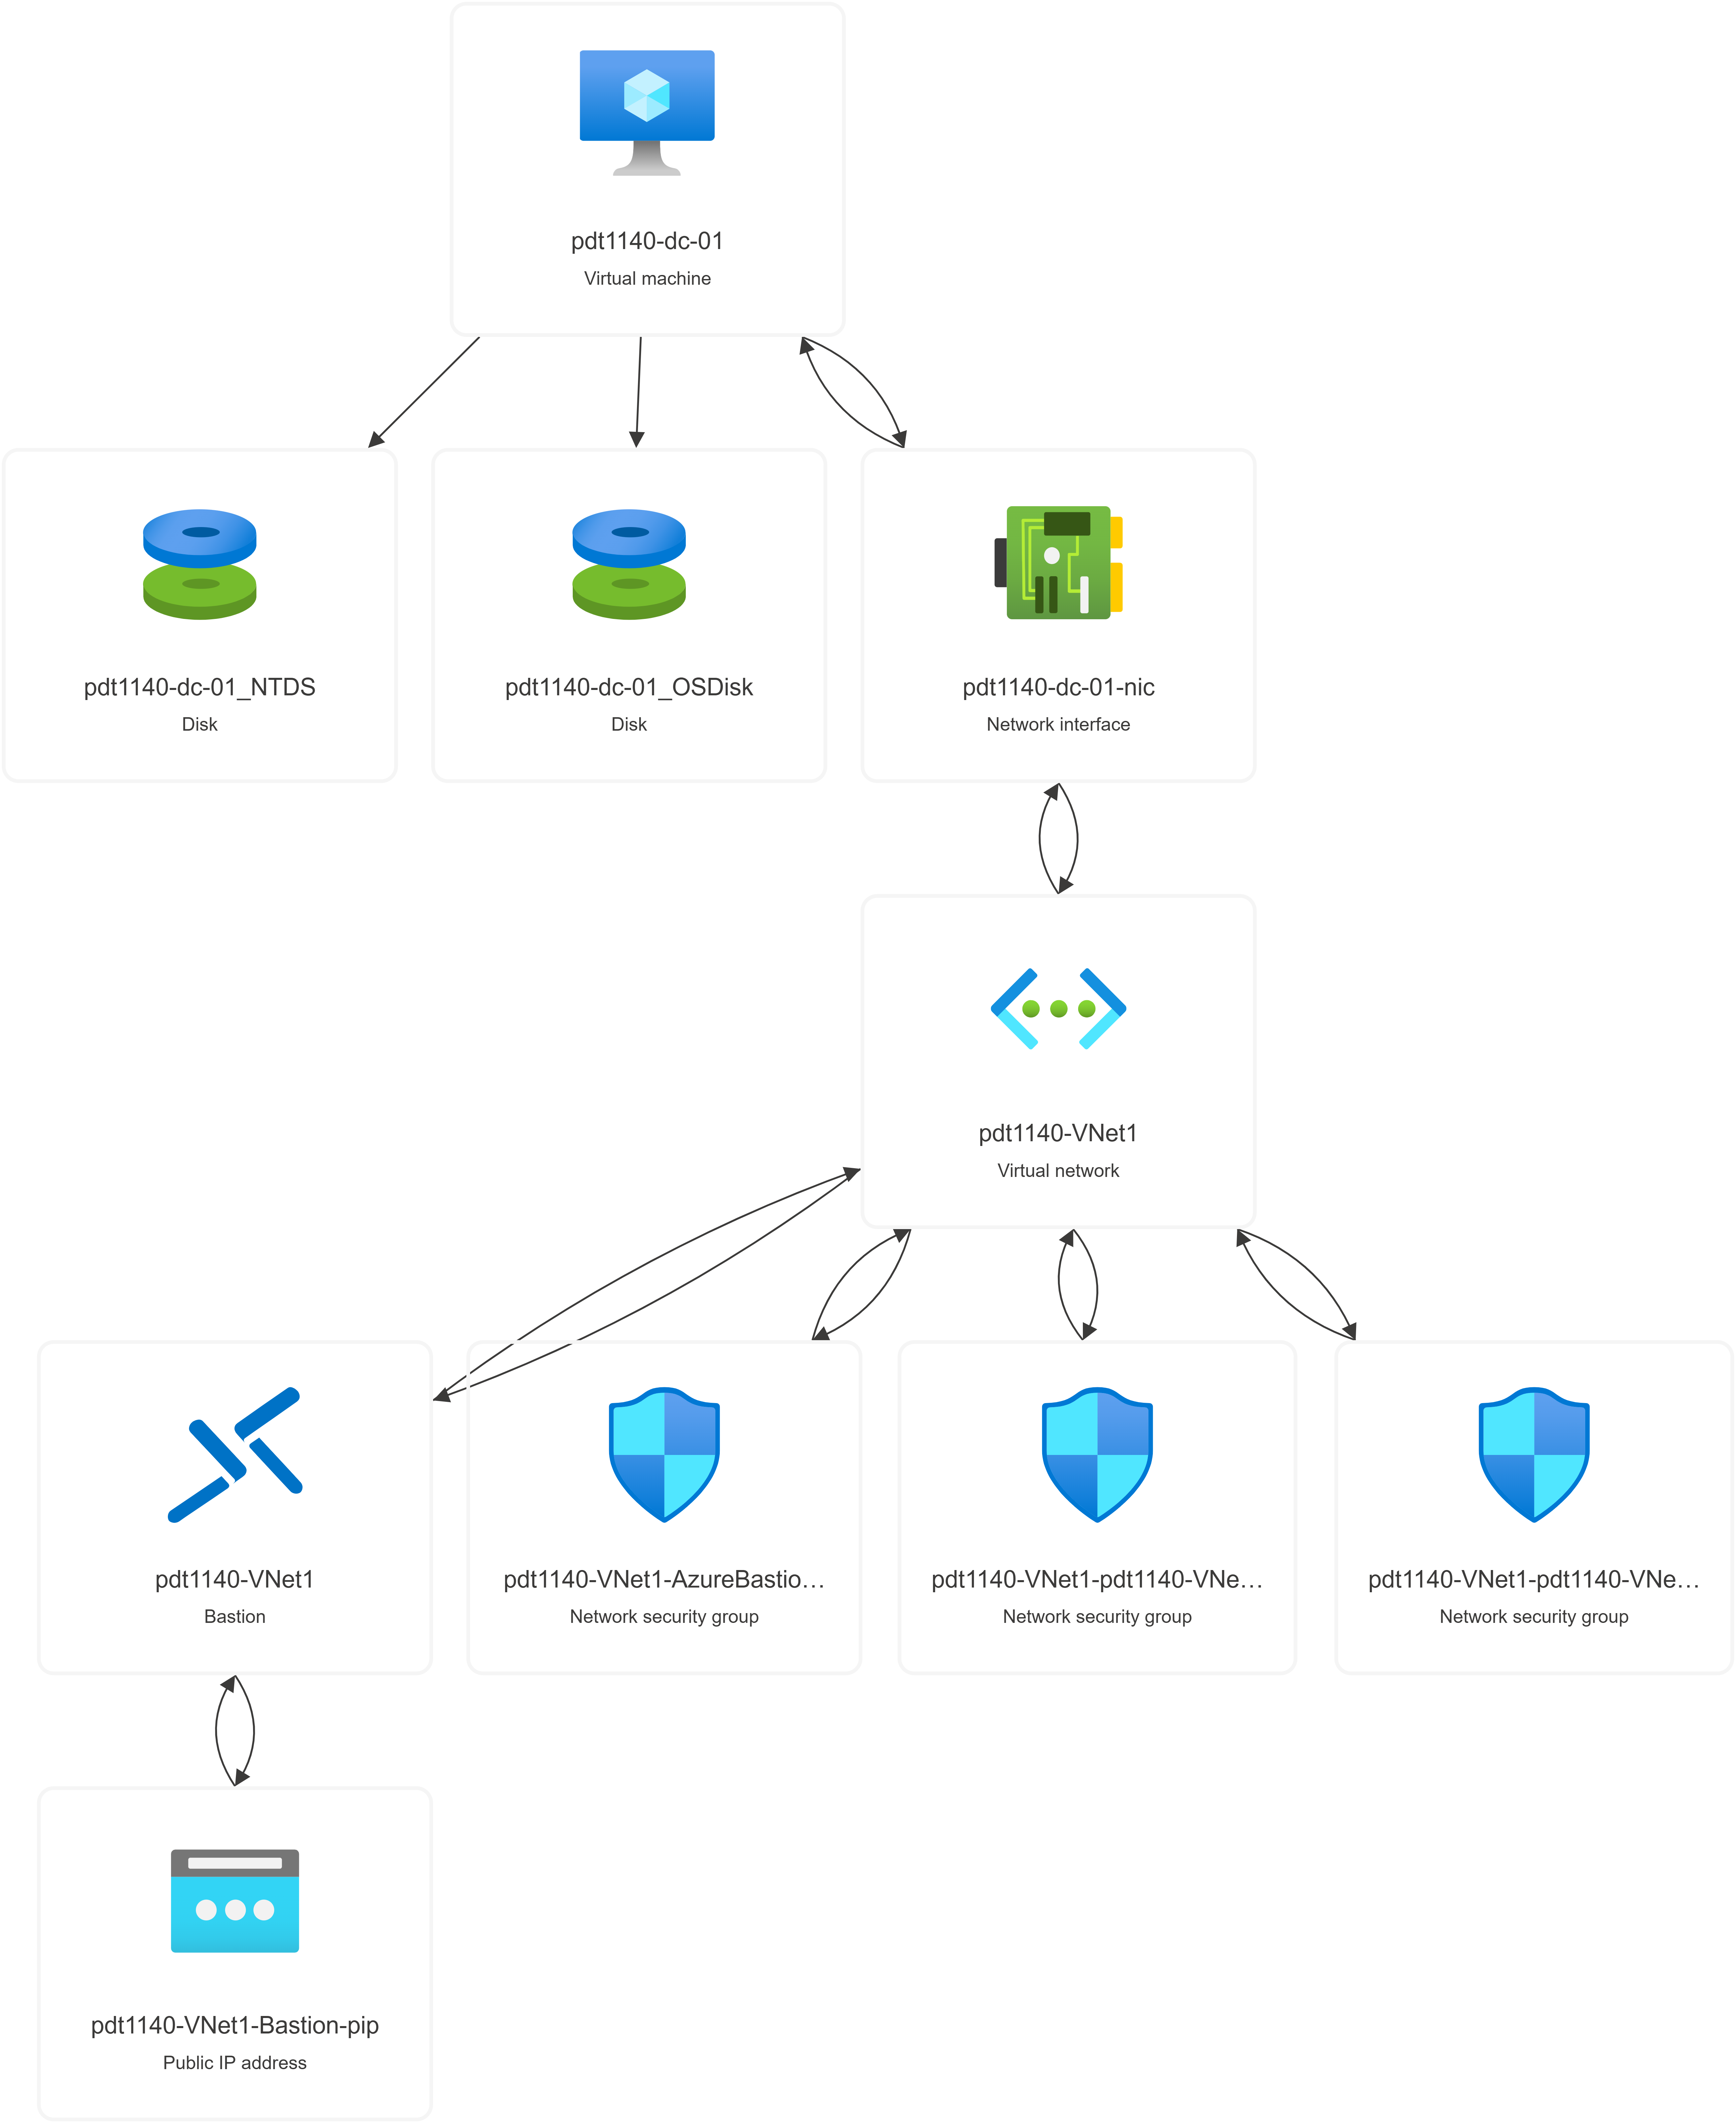 pdt1140-dc-01
Virtual machine
pdt1140-dc-01_NTDS
Disk
pdt1140-dc-01_OSDisk
Disk
pdt1140-dc-01-nic
Network interface
pdt1140-VNet1
Virtual network
pdt1140-VNet1
Bastion
pdt1140-VNet1-AzureBastio...
Network security group
pdt1140-VNet1-pdt1140-VNe...
Network security group
pdt1140-VNet1-pdt1140-VNe...
Network security group
pdt1140-VNet1-Bastion-pip
Public IP address